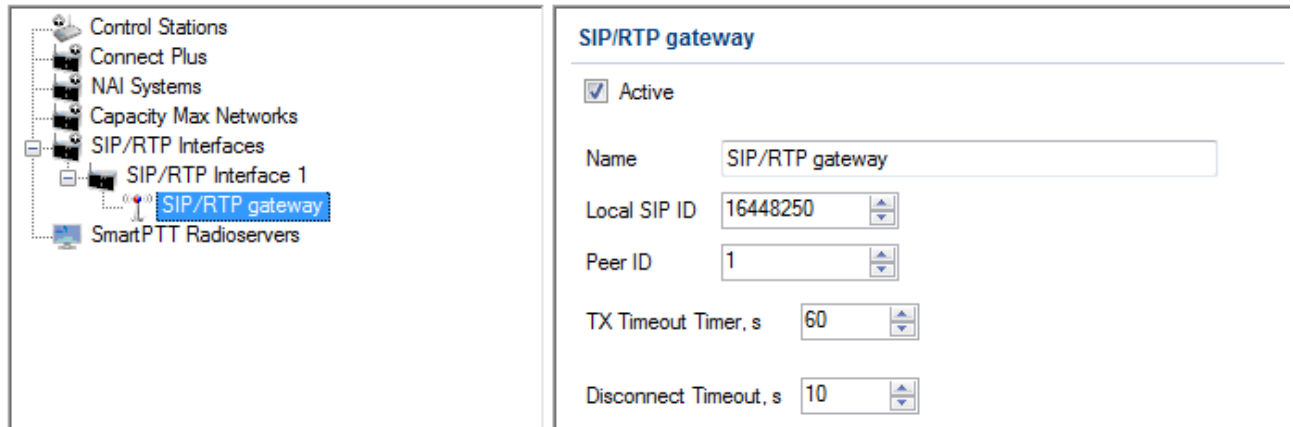 Control Stations
Connect Plus
NAI Systems
Capacity Max Networks
SIP/RTP Interfaces
SIP/RTP Interface 1
SIP/RTP gateway
SmartPTT Radioservers
SIP/RTP gateway
Active
Name SIP/RTP gateway
Local SIP ID 16448250
Peer ID 1
TX Timeout Timer, s 60
Disconnect Timeout, s 10